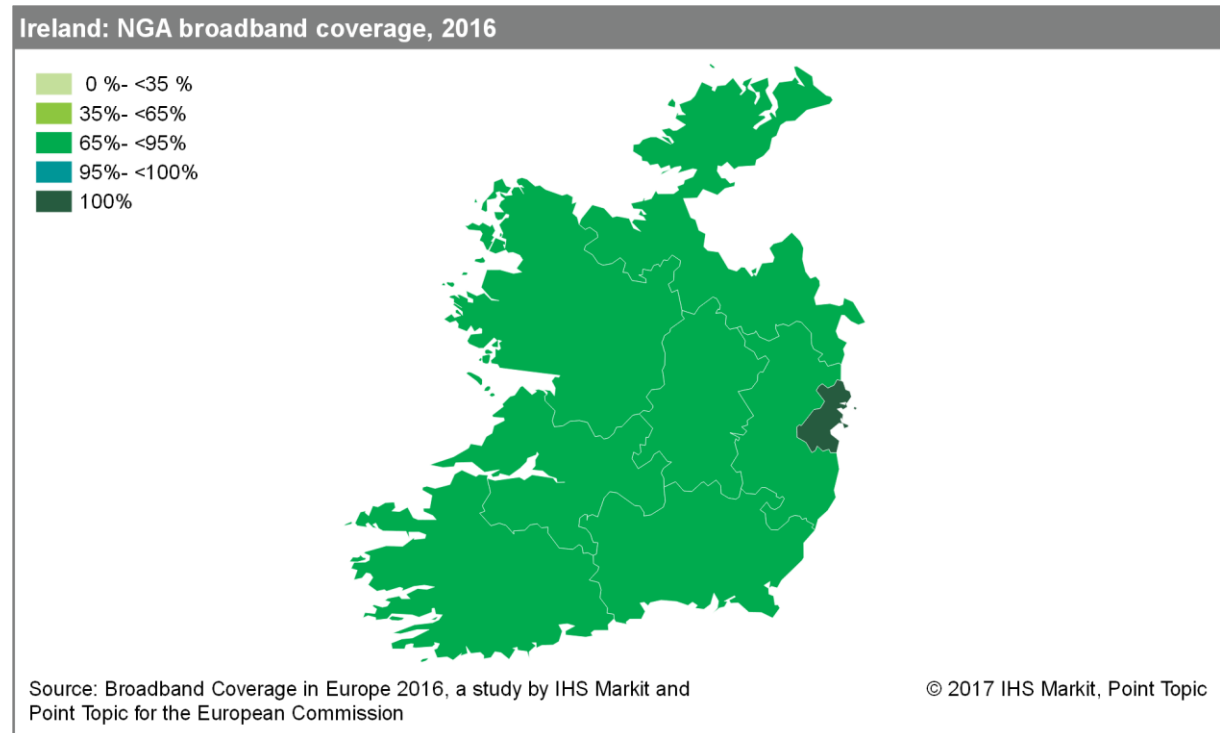 Ireland: NGA broadband coverage, 2016
0 %- <35 %
35%- <65%
65%- <95%
95%- <100%
100%
Source: Broadband Coverage in Europe 2016, a study by IHS Markit and
Point Topic for the European Commission
© 2017 IHS Markit, Point Topic